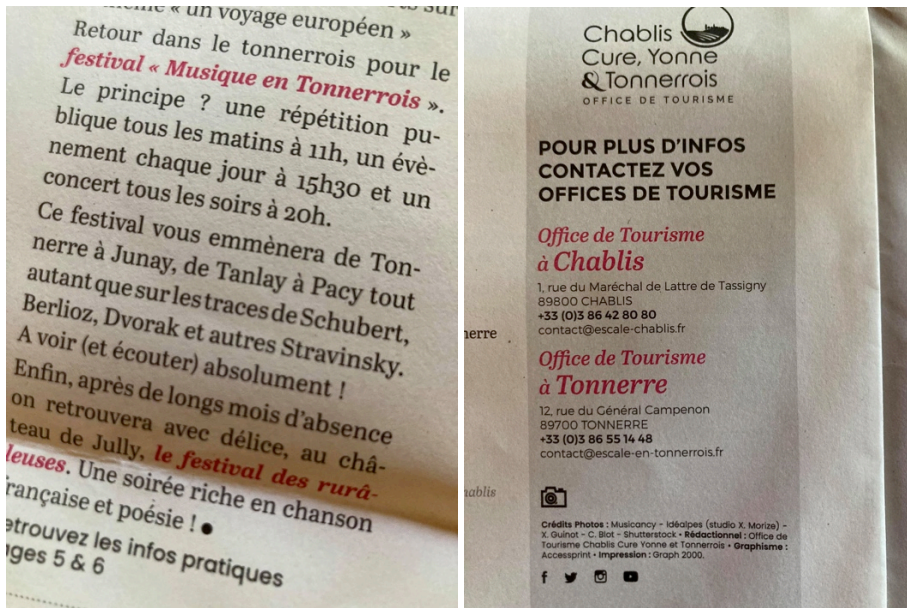 « un voyage européen »
Retour dans le tonnerrois pour le
festival « Musique en Tonnerrois ».
Le principe ? une répétition pu-
blique tous les matins à 11h, un évè-
nement chaque jour à 15h30 et un
concert tous les soirs à 20h.
Ce festival vous emmènera de Ton-
nerre à Junay, de Tanlay à Pacy tout
autant que sur les traces de Schubert,
Berlioz, Dvorak et autres Stravinsky.
A voir (et écouter) absolument !
Enfin, après de longs mois d'absence
on retrouvera avec délice, au châ-
teau de Jully, le festival des rurâ-
leuses. Une soirée riche en chanson
française et poésie !
etrouvez les infos pratiques
ges 5 & 6
Chablis
Cure, Yonne
& Tonnerrois
OFFICE DE TOURISME
POUR PLUS D'INFOS
CONTACTEZ VOS
OFFICES DE TOURISME
Office de Tourisme
à Chablis
1, rue du Maréchal de Lattre de Tassigny
89800 CHABLIS
+33 (0)3 86 42 80 80
contact@escale-chablis.fr
nerre
Office de Tourisme
à Tonnerre
12, rue du Général Campenon
89700 TONNERRE
+33 (0)3 86 55 14 48
contact@escale-en-tonnerrois.fr
hablis
Crédits Photos : Musicancy - Idéalpes (studio X. Morize) -
X. Guinot - C. Blot - Shutterstock • Rédactionnel : Office de
Tourisme Chablis Cure Yonne et Tonnerrois • Graphisme :
Accessprint • Impression : Graph 2000.